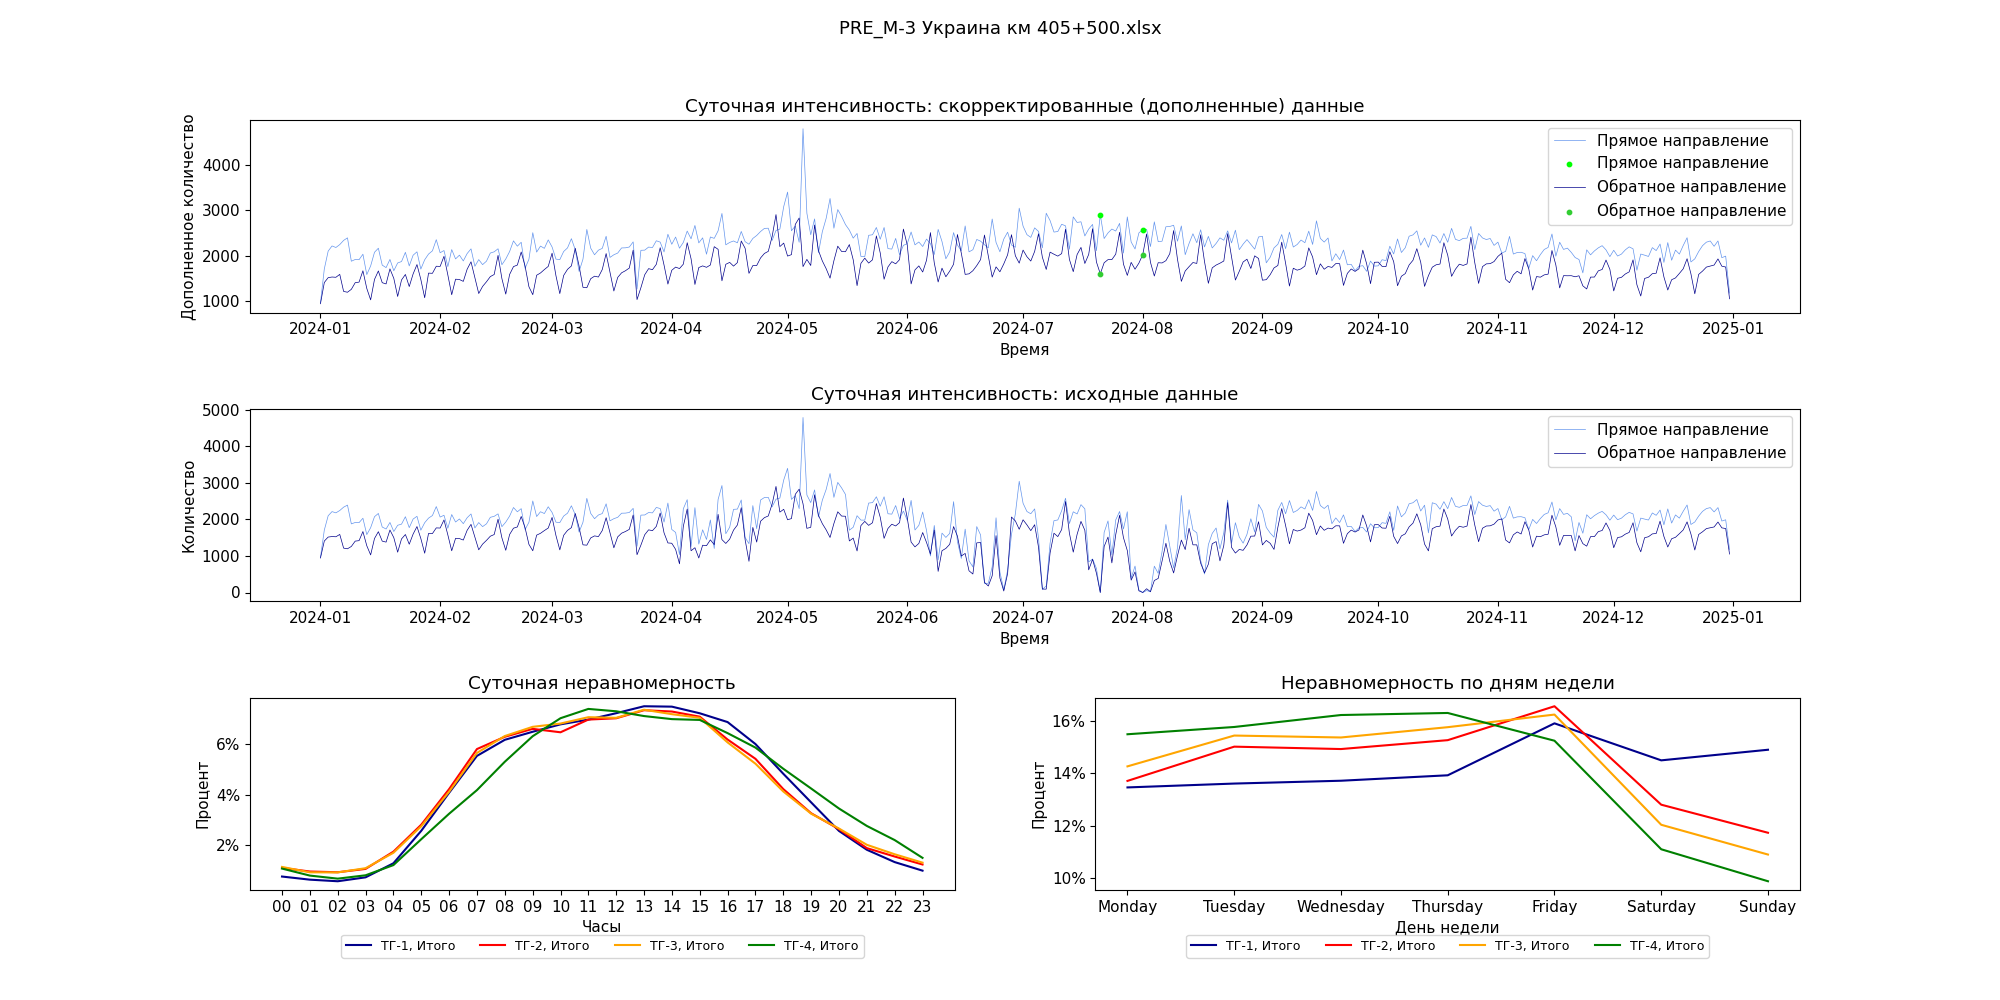 PRE_M-3 Украина км 405+500.xlsx
Суточная интенсивность: скорректированные (дополненные) данные
Дополненное количество
4000
3000
2000
1000
Прямое направление
Прямое направление
Обратное направление
Обратное направление
2024-01 2024-02 2024-03 2024-04 2024-05 2024-06 2024-07 2024-08 2024-09 2024-10 2024-11 2024-12 2025-01
Время
Суточная интенсивность: исходные данные
Количество
5000
4000
3000
2000
1000
0
Прямое направление
Обратное направление
2024-01 2024-02 2024-03 2024-04 2024-05 2024-06 2024-07 2024-08 2024-09 2024-10 2024-11 2024-12 2025-01
Время
Суточная неравномерность
Процент
6%
4%
2%
00 01 02 03 04 05 06 07 08 09 10 11 12 13 14 15 16 17 18 19 20 21 22 23
Часы
ТГ-1, Итого ТГ-2, Итого ТГ-3, Итого ТГ-4, Итого
Неравномерность по дням недели
Процент
16%
14%
12%
10%
Monday Tuesday Wednesday Thursday Friday Saturday Sunday
День недели
ТГ-1, Итого ТГ-2, Итого ТГ-3, Итого ТГ-4, Итого